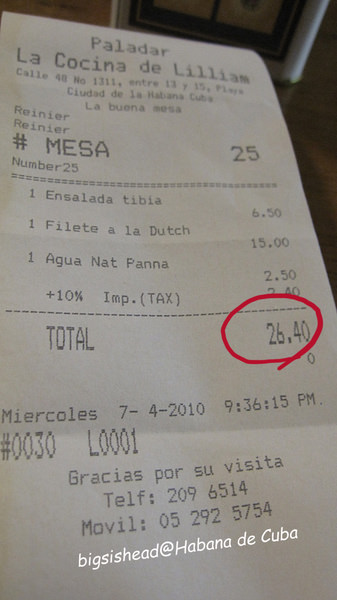 Paladar
La Cocina de Lilliam
Calle 48 No 1311, entre 13 y 15, Playa
Ciudad de la Habana Cuba
La buena mesa
Reinier
Reinier
# MESA 25
Number25
==========================================
1 Ensalada tibia
6.50
1 Filete a la Dutch
15.00
1 Agua Nat Panna
2.50
+10% Imp.(TAX) 2.40
------------------------------------------
TOTAL 26.40
0
Miercoles 7- 4-2010 9:36:15 PM.
#0030 L0001
Gracias por su visita
Telf: 209 6514
Movil: 05 292 5754
bigsishead@Habana de Cuba